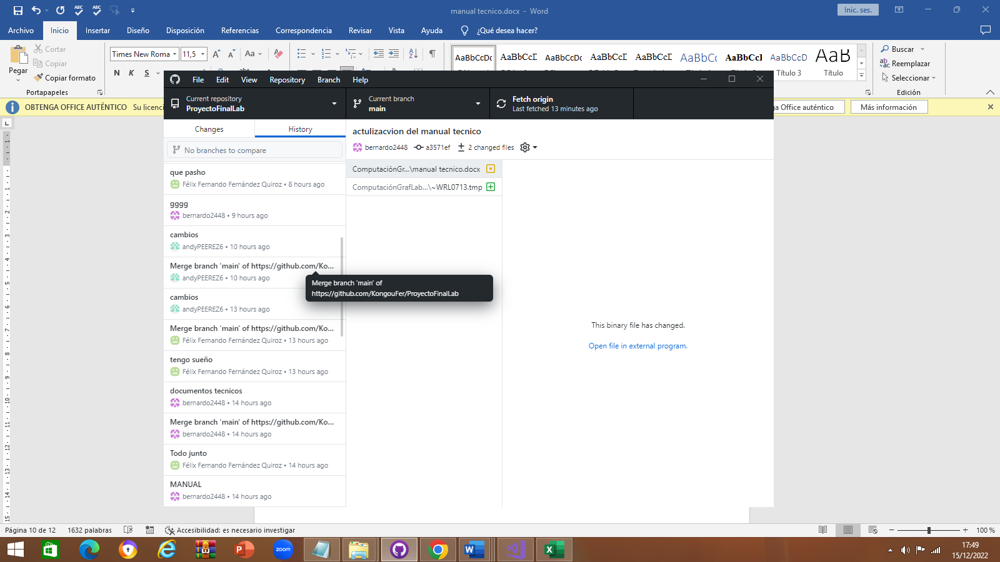 manual tecnico.docx - Word
Inic. ses.
Archivo
Inicio
Insertar
Diseño
Disposición
Referencias
Correspondencia
Revisar
Vista
Ayuda
¿Qué desea hacer?
Pegar
Cortar
Copiar
Copiar formato
Portapapeles
Times New Roma
11,5
Aa
N K S
AaBbCcDc
AaBbCcI
AaBbCcDc
AaBbCcI
AaBbCcI
AaBbCc
AaBbCcI
AaBbCcD
AaB
Título 3
Título
Buscar
Reemplazar
Seleccionar
Edición
OBTENGA OFFICE AUTÉNTICO Su licenci
ga Office auténtico
Más información
File
Edit
View
Repository
Branch
Help
Current repository
ProyectoFinalLab
Current branch
main
Fetch origin
Last fetched 13 minutes ago
Changes
History
No branches to compare
que pasho
Félix Fernando Fernández Quiroz • 8 hours ago
gggg
bernardo2448 • 9 hours ago
cambios
andyPEEREZ6 • 10 hours ago
Merge branch 'main' of https://github.com/Ko...
andyPEEREZ6 • 10 hours ago
cambios
andyPEEREZ6 • 13 hours ago
Merge branch 'main' of https://github.com/Ko...
Félix Fernando Fernández Quiroz • 13 hours ago
tengo sueño
Félix Fernando Fernández Quiroz • 13 hours ago
documentos tecnicos
bernardo2448 • 14 hours ago
Merge branch 'main' of https://github.com/Ko...
bernardo2448 • 14 hours ago
Todo junto
Félix Fernando Fernández Quiroz • 14 hours ago
MANUAL
bernardo2448 • 14 hours ago
actulizacvion del manual tecnico
bernardo2448
a3571ef
2 changed files
ComputaciónGr...\manual tecnico.docx
ComputaciónGrafLab...\~WRL0713.tmp
Merge branch 'main' of
https://github.com/KongouFer/ProyectoFinalLab
This binary file has changed.
Open file in external program.
Página 10 de 12
1632 palabras
Accesibilidad: es necesario investigar
100 %
zoom
17:49
15/12/2022